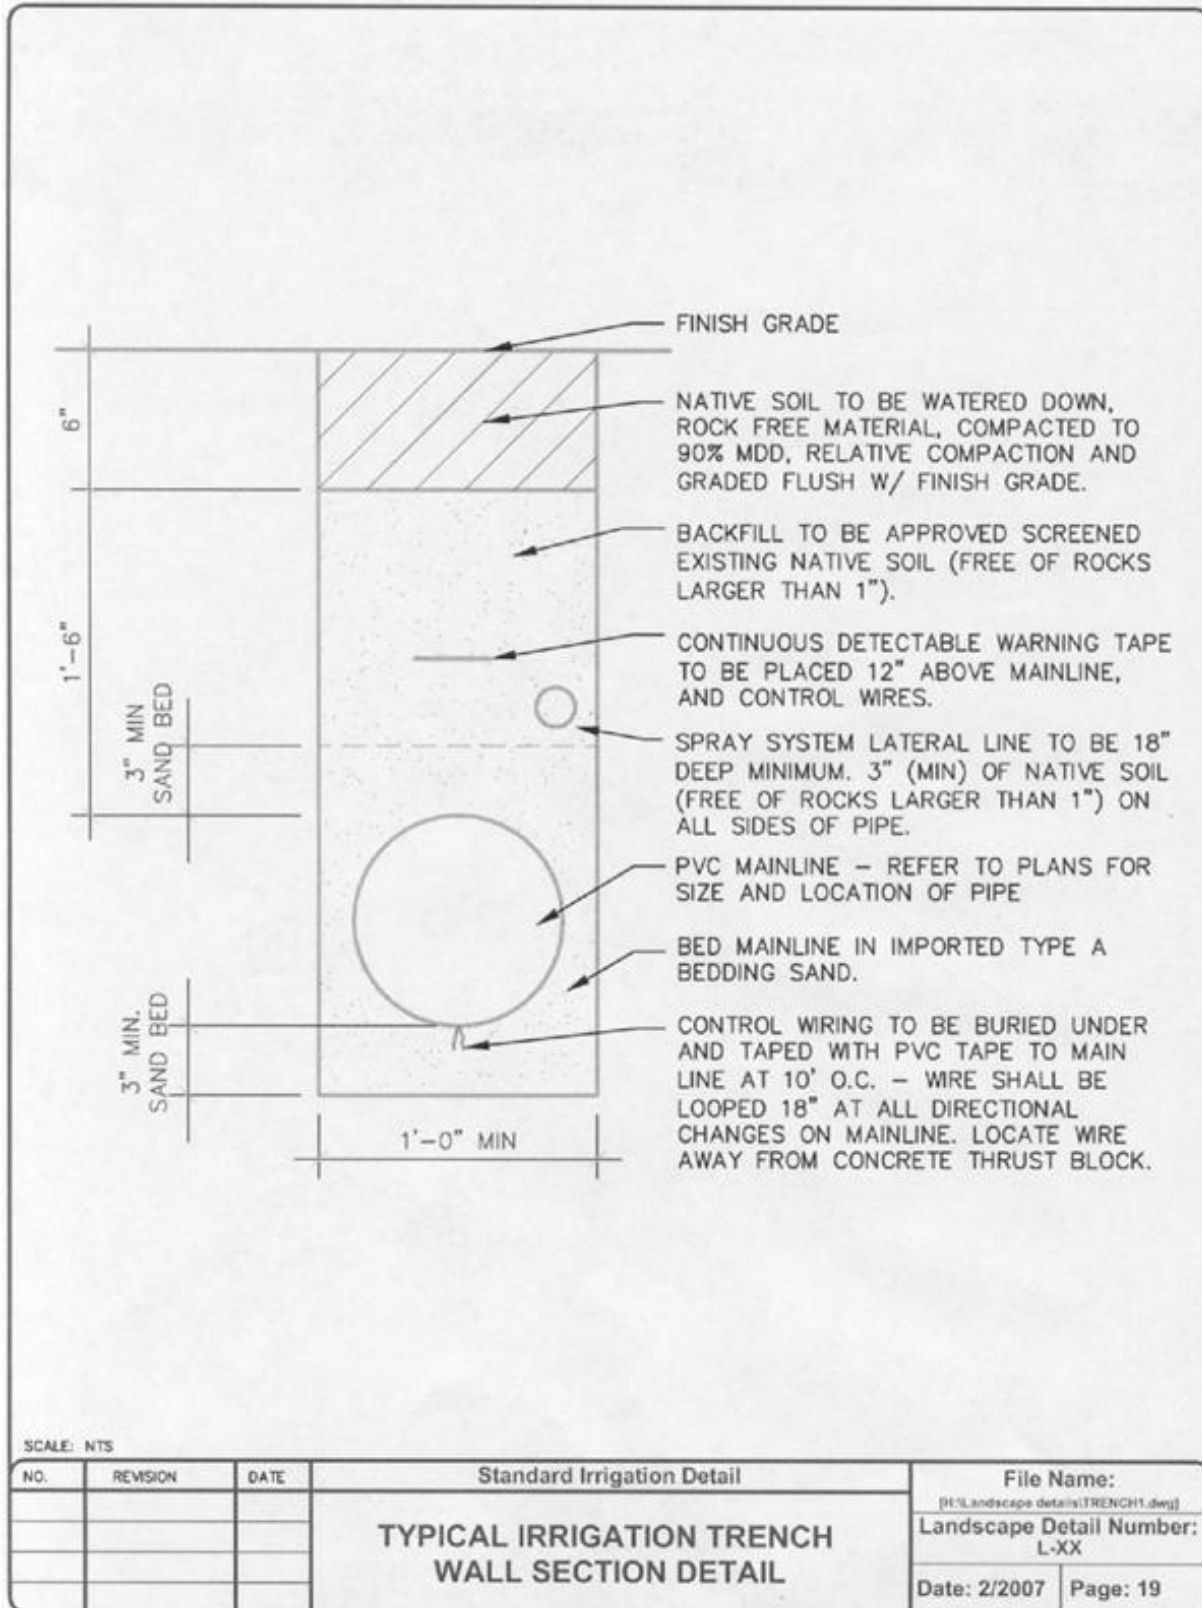 FINISH GRADE
NATIVE SOIL TO BE WATERED DOWN,
ROCK FREE MATERIAL, COMPACTED TO
90% MDD, RELATIVE COMPACTION AND
GRADED FLUSH W/ FINISH GRADE.
BACKFILL TO BE APPROVED SCREENED
EXISTING NATIVE SOIL (FREE OF ROCKS
LARGER THAN 1").
CONTINUOUS DETECTABLE WARNING TAPE
TO BE PLACED 12" ABOVE MAINLINE,
AND CONTROL WIRES.
SPRAY SYSTEM LATERAL LINE TO BE 18"
DEEP MINIMUM. 3" (MIN) OF NATIVE SOIL
(FREE OF ROCKS LARGER THAN 1") ON
ALL SIDES OF PIPE.
PVC MAINLINE – REFER TO PLANS FOR
SIZE AND LOCATION OF PIPE
BED MAINLINE IN IMPORTED TYPE A
BEDDING SAND.
CONTROL WIRING TO BE BURIED UNDER
AND TAPED WITH PVC TAPE TO MAIN
LINE AT 10' O.C. – WIRE SHALL BE
LOOPED 18" AT ALL DIRECTIONAL
CHANGES ON MAINLINE. LOCATE WIRE
AWAY FROM CONCRETE THRUST BLOCK.
6"
1'-6"
3" MIN
SAND BED
3" MIN.
SAND BED
1'-0" MIN
SCALE: NTS
NO.
REVISION
DATE
Standard Irrigation Detail
TYPICAL IRRIGATION TRENCH
WALL SECTION DETAIL
File Name:
[H:\Landscape details\TRENCH1.dwg]
Landscape Detail Number:
L-XX
Date: 2/2007
Page: 19